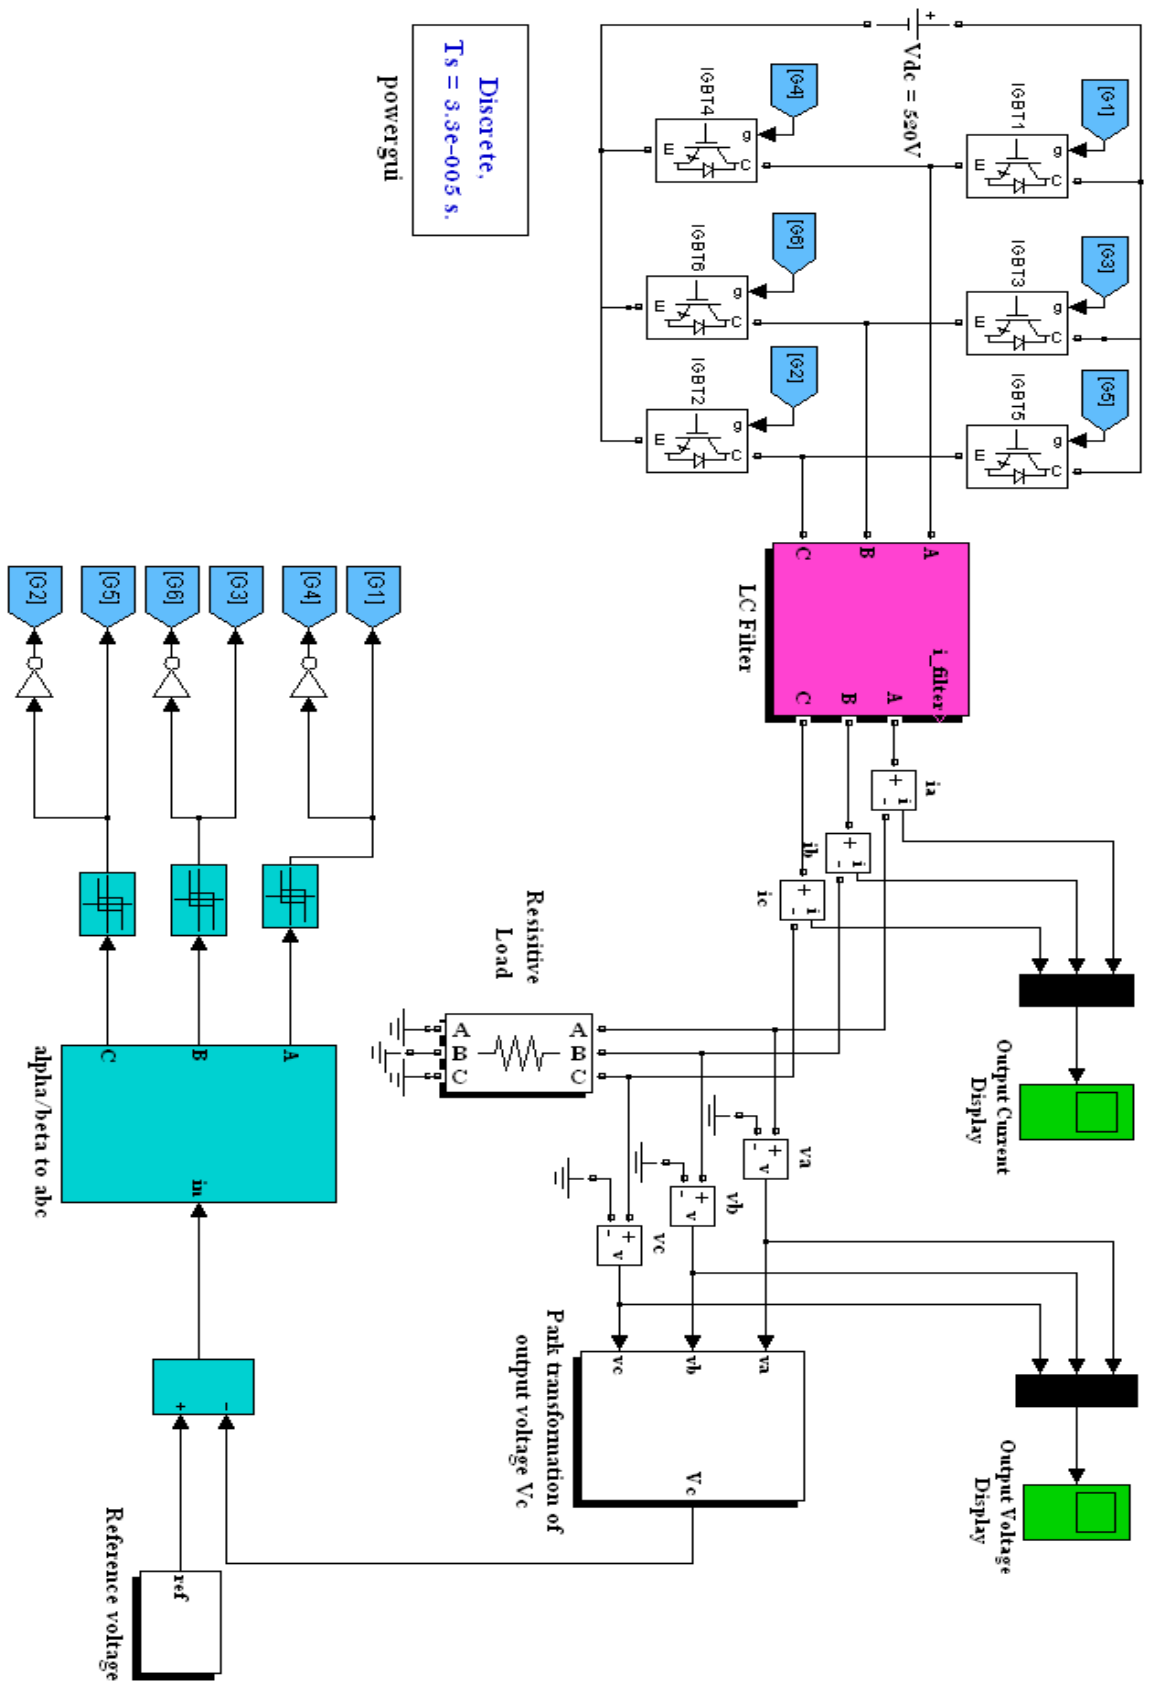 Vdc = 520V
[G1]
IGBT1
g
C
E
[G3]
IGBT3
g
C
E
[G5]
IGBT5
g
C
E
[G4]
IGBT4
g
C
E
[G6]
IGBT6
g
C
E
[G2]
IGBT2
g
C
E
Discrete,
Ts = 3.3e-005 s.
powergui
A
B
C
i_filter
A
B
C
LC Filter
ia
+
-
i
ib
+
-
i
ic
+
-
i
Output Current
Display
Resisitive
Load
A
B
C
A
B
C
va
+
-
v
vb
+
-
v
vc
+
-
v
Output Voltage
Display
va
vb
vc
Vc
Park transformation of
output voltage Vc
[G1]
[G4]
[G3]
[G6]
[G5]
[G2]
A
B
C
in
alpha/beta to abc
-
+
ref
Reference voltage